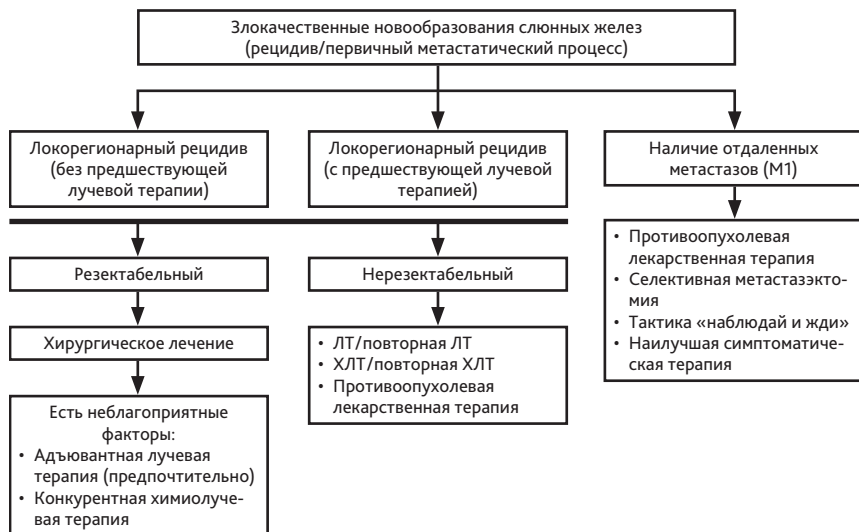 Злокачественные новообразования слюнных желез
(рецидив/первичный метастатический процесс)
Локорегионарный рецидив
(без предшествующей
лучевой терапии)
Локорегионарный рецидив
(с предшествующей лучевой
терапией)
Наличие отдаленных
метастазов (М1)
Резектабельный
Нерезектабельный
• Противоопухолевая
лекарственная терапия
• Селективная метастазэкто-
мия
• Тактика «наблюдай и жди»
• Наилучшая симптоматиче-
ская терапия
Хирургическое лечение
• ЛТ/повторная ЛТ
• ХЛТ/повторная ХЛТ
• Противоопухолевая
лекарственная терапия
Есть неблагоприятные
факторы:
• Адъювантная лучевая
терапия (предпочтительно)
• Конкурентная химиолуче-
вая терапия